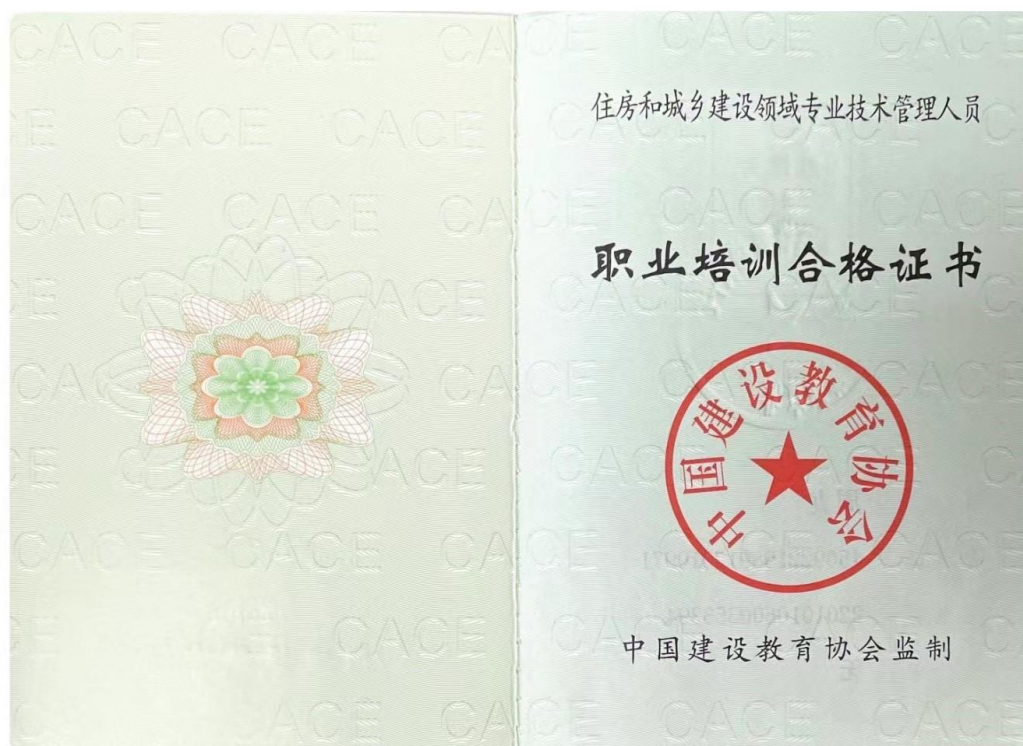 CACE
住房和城乡建设领域专业技术管理人员
职业培训合格证书
中国建设教育协会
中国建设教育协会监制